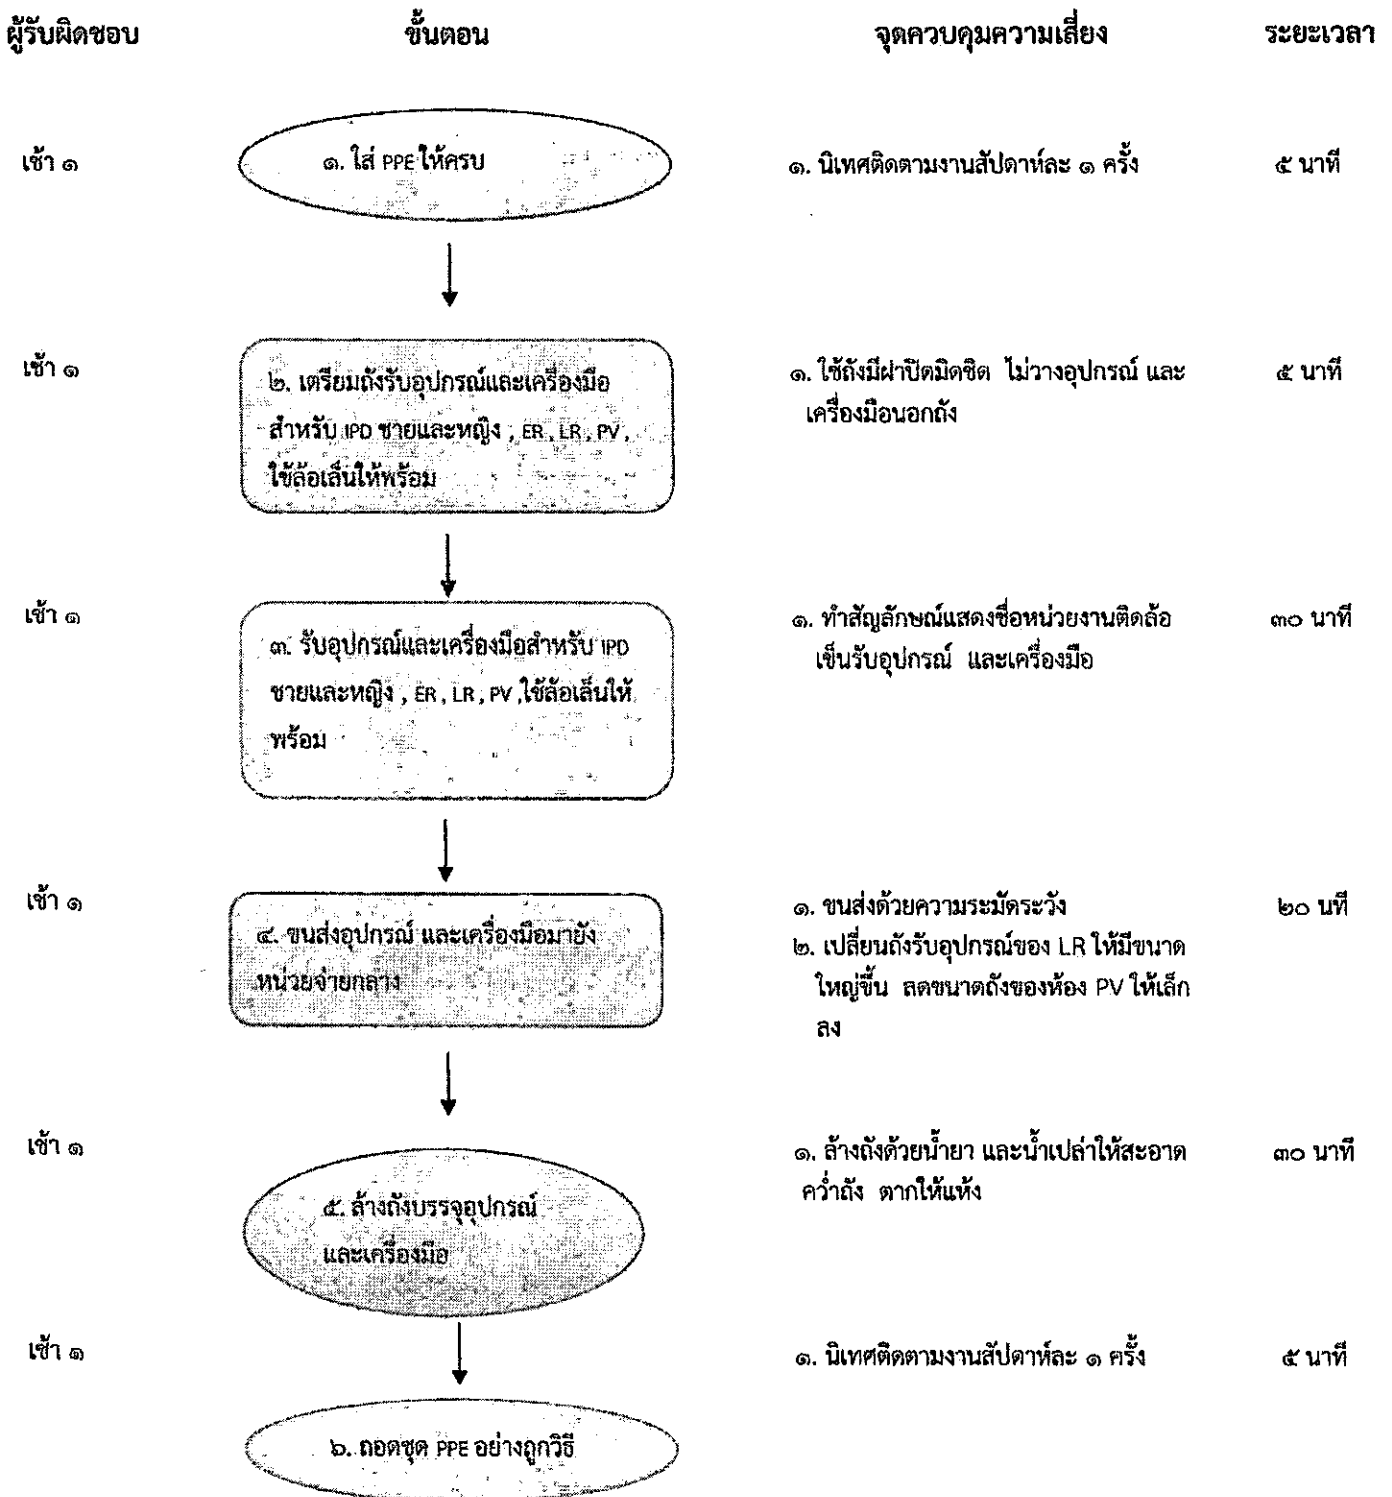 ผู้รับผิดชอบ ขั้นตอน จุดควบคุมความเสี่ยง ระยะเวลา
เช้า ๑ ๑. ใส่ PPE ให้ครบ ๑. นิเทศติดตามงานสัปดาห์ละ ๑ ครั้ง ๕ นาที
เช้า ๑
๒. เตรียมถังรับอุปกรณ์และเครื่องมือ
สำหรับ IPD ชายและหญิง , ER , LR , PV ,
ใช้ล้อเล็นให้พร้อม
๑. ใช้ถังมีฝาปิดมิดชิด ไม่วางอุปกรณ์ และ
เครื่องมือนอกถัง
๕ นาที
เช้า ๑
๓. รับอุปกรณ์และเครื่องมือสำหรับ IPD
ชายและหญิง , ER , LR , PV ,ใช้ล้อเล็นให้
พร้อม
๑. ทำสัญลักษณ์แสดงชื่อหน่วยงานติดล้อ
เข็นรับอุปกรณ์ และเครื่องมือ
๓๐ นาที
เช้า ๑
๔. ขนส่งอุปกรณ์ และเครื่องมือมายัง
หน่วยจ่ายกลาง
๑. ขนส่งด้วยความระมัดระวัง
๒. เปลี่ยนถังรับอุปกรณ์ของ LR ให้มีขนาด
ใหญ่ขึ้น ลดขนาดถังของห้อง PV ให้เล็ก
ลง
๒๐ นที
เช้า ๑
๕. ล้างถังบรรจุอุปกรณ์
และเครื่องมือ
๑. ล้างถังด้วยน้ำยา และน้ำเปล่าให้สะอาด
คว่ำถัง ตากให้แห้ง
๓๐ นาที
เช้า ๑
๖. ถอดชุด PPE อย่างถูกวิธี
๑. นิเทศติดตามงานสัปดาห์ละ ๑ ครั้ง
๕ นาที